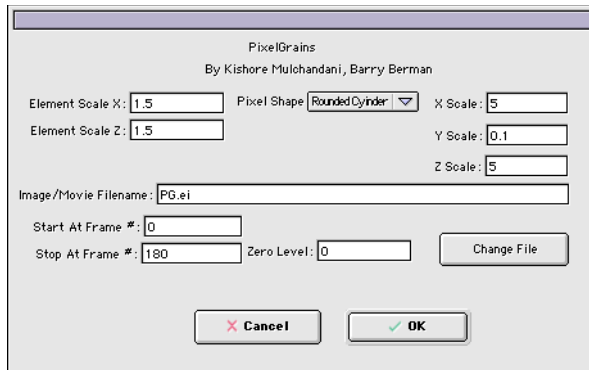 PixelGrains
By Kishore Mulchandani, Barry Berman
Element Scale X: 1.5
Pixel Shape Rounded Cyinder
X Scale: 5
Element Scale Z: 1.5
Y Scale: 0.1
Z Scale: 5
Image/Movie Filename: PG.ei
Start At Frame #: 0
Stop At Frame #: 180
Zero Level: 0
Change File
Cancel
OK